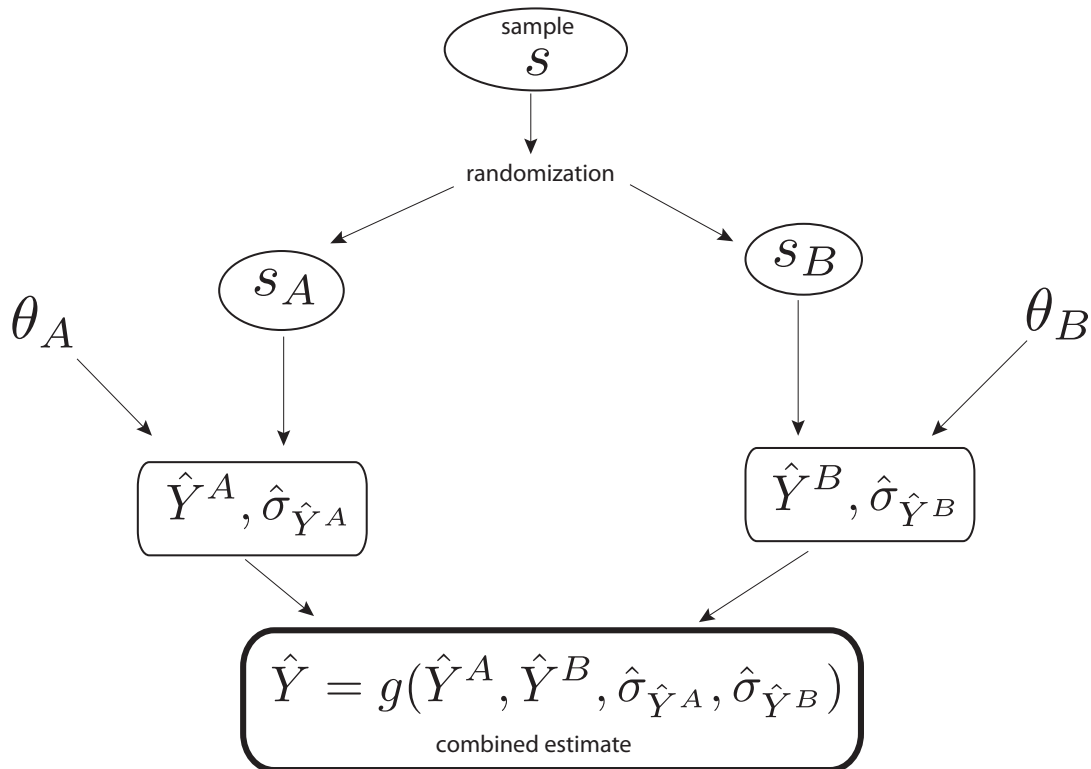 sample
s
randomization
s_A
s_B
θ_A
θ_B
Ŷ^A, σ̂_{Ŷ^A}
Ŷ^B, σ̂_{Ŷ^B}
Ŷ = g(Ŷ^A, Ŷ^B, σ̂_{Ŷ^A}, σ̂_{Ŷ^B})
combined estimate